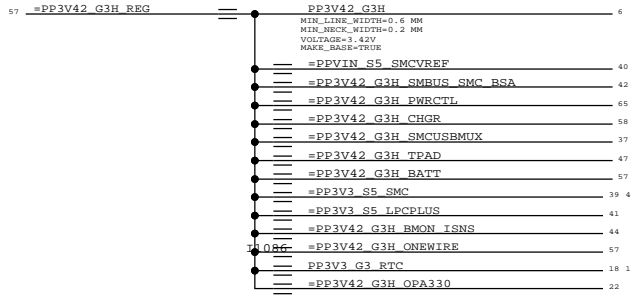 57 =PP3V42_G3H_REG PP3V42_G3H 6
MIN_LINE_WIDTH=0.6 MM
MIN_NECK_WIDTH=0.2 MM
VOLTAGE=3.42V
MAKE_BASE=TRUE
=PPVIN_S5_SMCVREF 40
=PP3V42_G3H_SMBUS_SMC_BSA 42
=PP3V42_G3H_PWRCTL 65
=PP3V42_G3H_CHGR 58
=PP3V42_G3H_SMCUSBMUX 37
=PP3V42_G3H_TPAD 47
=PP3V42_G3H_BATT 57
=PP3V3_S5_SMC 39 4
=PP3V3_S5_LPCPLUS 41
=PP3V42_G3H_BMON_ISNS 44
I1086 =PP3V42_G3H_ONEWIRE 57
PP3V3_G3_RTC 18 1
=PP3V42_G3H_OPA330 22